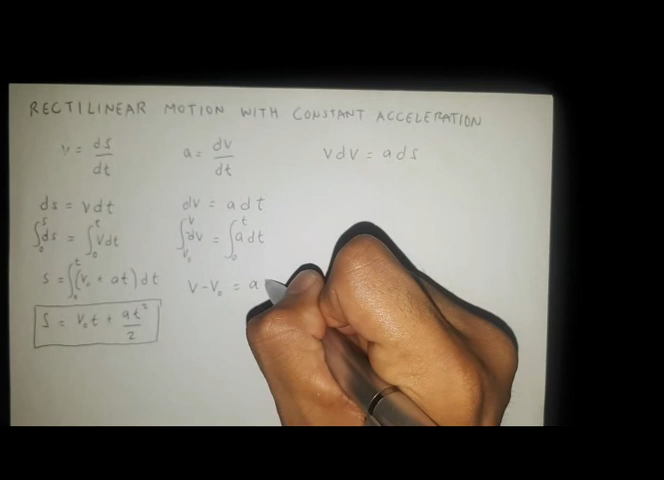 RECTILINEAR MOTION WITH CONSTANT ACCELERATION
v = ds/dt
ds = vdt
∫₀ˢ ds = ∫₀ᵗ vdt
s = ∫₀ᵗ (v₀ + at) dt
s = v₀t + at²/2
a = dv/dt
dv = adt
∫ᵥ₀ᵛ dv = ∫₀ᵗ adt
v-v₀ = a
vdv = ads